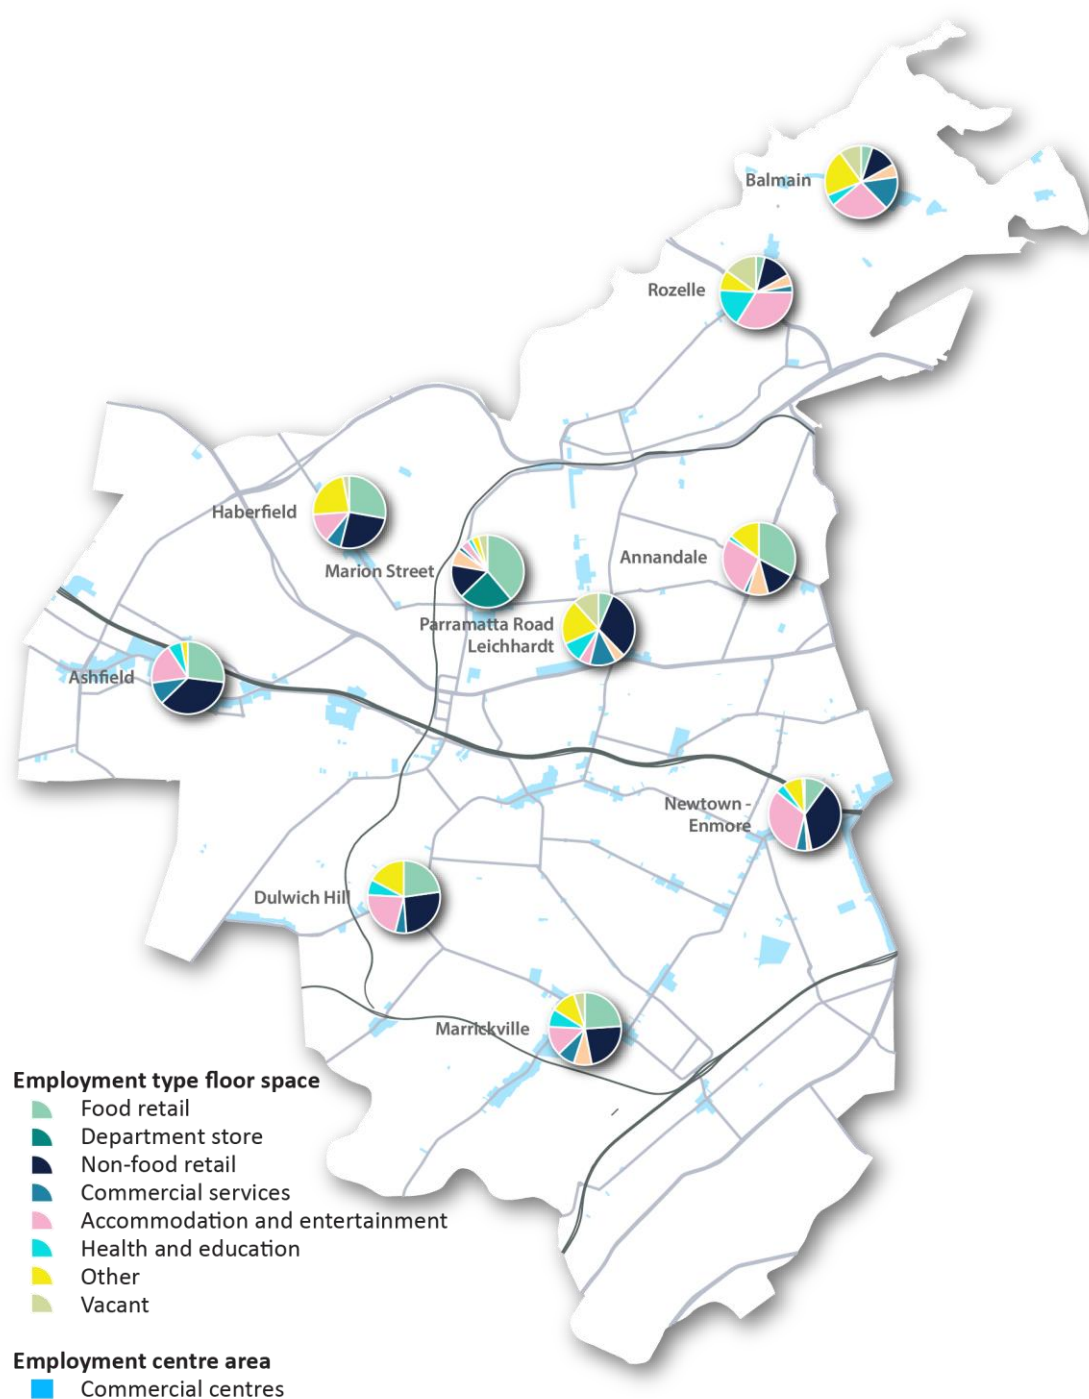 Balmain
Rozelle
Haberfield
Marion Street
Annandale
Parramatta Road
Leichhardt
Ashfield
Newtown -
Enmore
Dulwich Hill
Marrickville
Employment type floor space
Food retail
Department store
Non-food retail
Commercial services
Accommodation and entertainment
Health and education
Other
Vacant
Employment centre area
Commercial centres